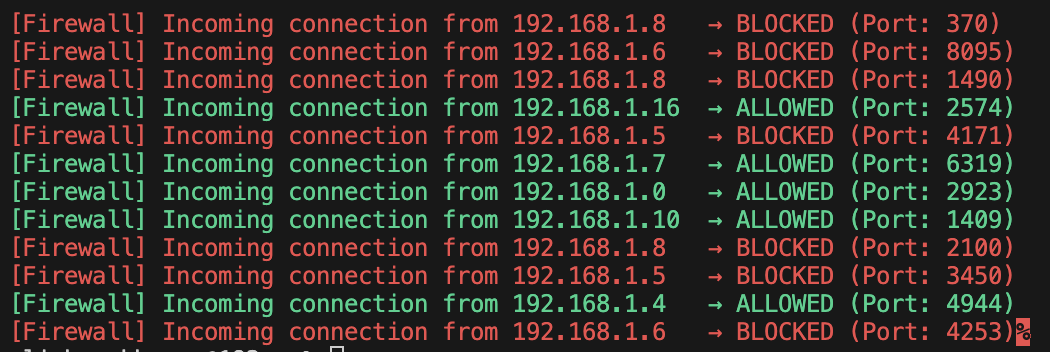 [Firewall] Incoming connection from 192.168.1.8 → BLOCKED (Port: 370)
[Firewall] Incoming connection from 192.168.1.6 → BLOCKED (Port: 8095)
[Firewall] Incoming connection from 192.168.1.8 → BLOCKED (Port: 1490)
[Firewall] Incoming connection from 192.168.1.16 → ALLOWED (Port: 2574)
[Firewall] Incoming connection from 192.168.1.5 → BLOCKED (Port: 4171)
[Firewall] Incoming connection from 192.168.1.7 → ALLOWED (Port: 6319)
[Firewall] Incoming connection from 192.168.1.0 → ALLOWED (Port: 2923)
[Firewall] Incoming connection from 192.168.1.10 → ALLOWED (Port: 1409)
[Firewall] Incoming connection from 192.168.1.8 → BLOCKED (Port: 2100)
[Firewall] Incoming connection from 192.168.1.5 → BLOCKED (Port: 3450)
[Firewall] Incoming connection from 192.168.1.4 → ALLOWED (Port: 4944)
[Firewall] Incoming connection from 192.168.1.6 → BLOCKED (Port: 4253)%